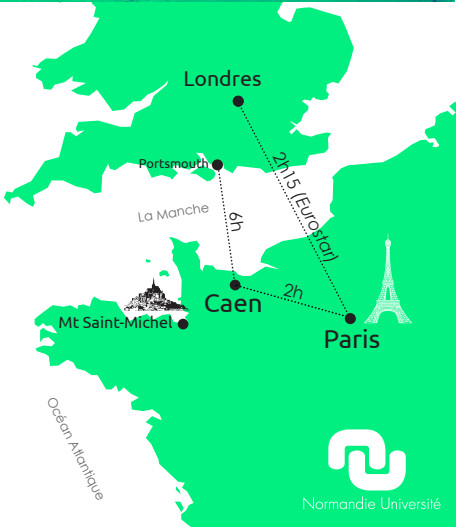 Londres
Portsmouth
2h15 (Eurostar)
La Manche
6h
Caen
2h
Mt Saint-Michel
Paris
Océan Atlantique
Normandie Université